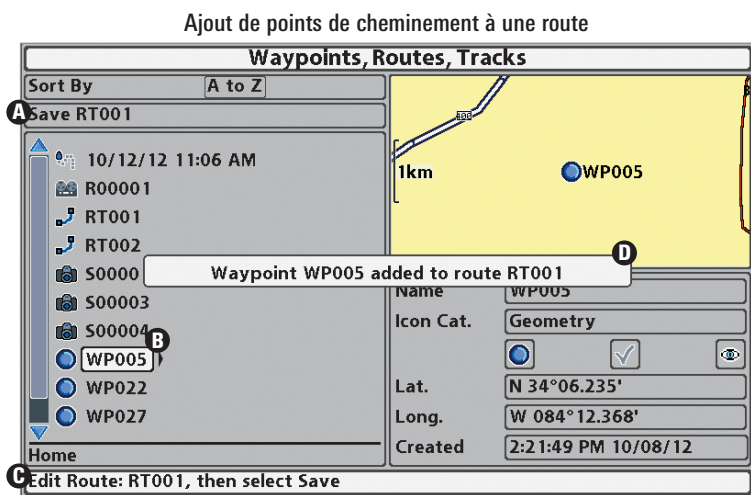 Ajout de points de cheminement à une route
Waypoints, Routes, Tracks
Sort By A to Z
A Save RT001
10/12/12 11:06 AM
R00001
RT001
RT002
S0000
S00003
S00004
B
WP005
WP022
WP027
Home
100
1km
WP005
D
Waypoint WP005 added to route RT001
Name WP005
Icon Cat. Geometry
Lat. N 34°06.235'
Long. W 084°12.368'
Created 2:21:49 PM 10/08/12
C Edit Route: RT001, then select Save